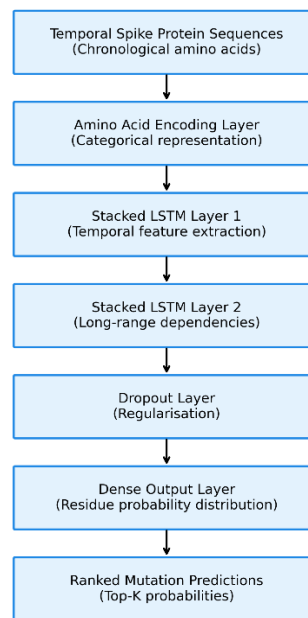 Temporal Spike Protein Sequences
(Chronological amino acids)
Amino Acid Encoding Layer
(Categorical representation)
Stacked LSTM Layer 1
(Temporal feature extraction)
Stacked LSTM Layer 2
(Long-range dependencies)
Dropout Layer
(Regularisation)
Dense Output Layer
(Residue probability distribution)
Ranked Mutation Predictions
(Top-K probabilities)